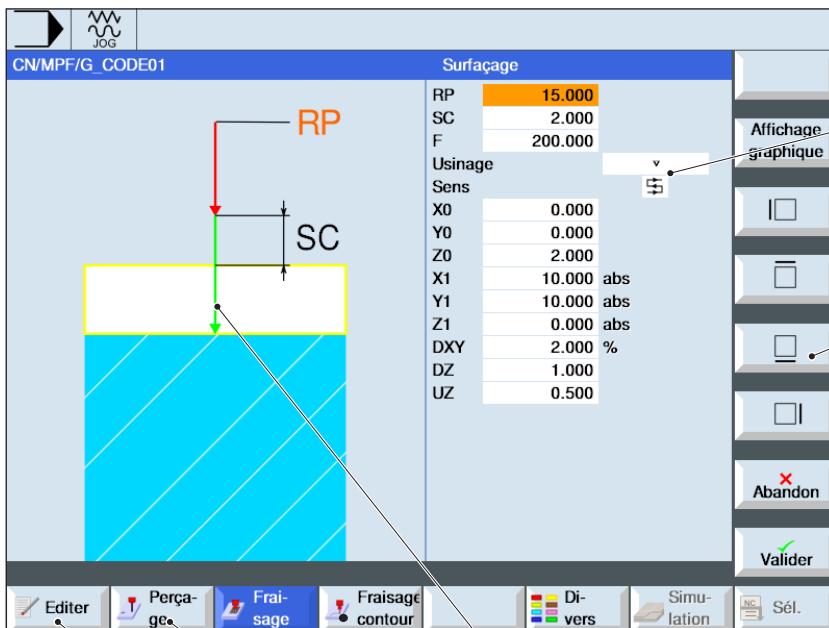 JOG
CN/MPF/G_CODE01
Surfaçage
RP
SC
RP 15.000
SC 2.000
F 200.000
Usinage ▿
Sens
X0 0.000
Y0 0.000
Z0 2.000
X1 10.000 abs
Y1 10.000 abs
Z1 0.000 abs
DXY 2.000 %
DZ 1.000
UZ 0.500
Affichage
graphique
Abandon
Valider
Editer
Perça-
ge
Frai-
sage
Fraisage
contour
Di-
vers
Simu-
lation
NC
Sél.